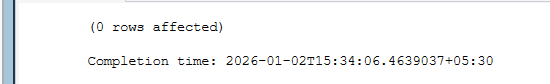 (0 rows affected)
Completion time: 2026-01-02T15:34:06.4639037+05:30